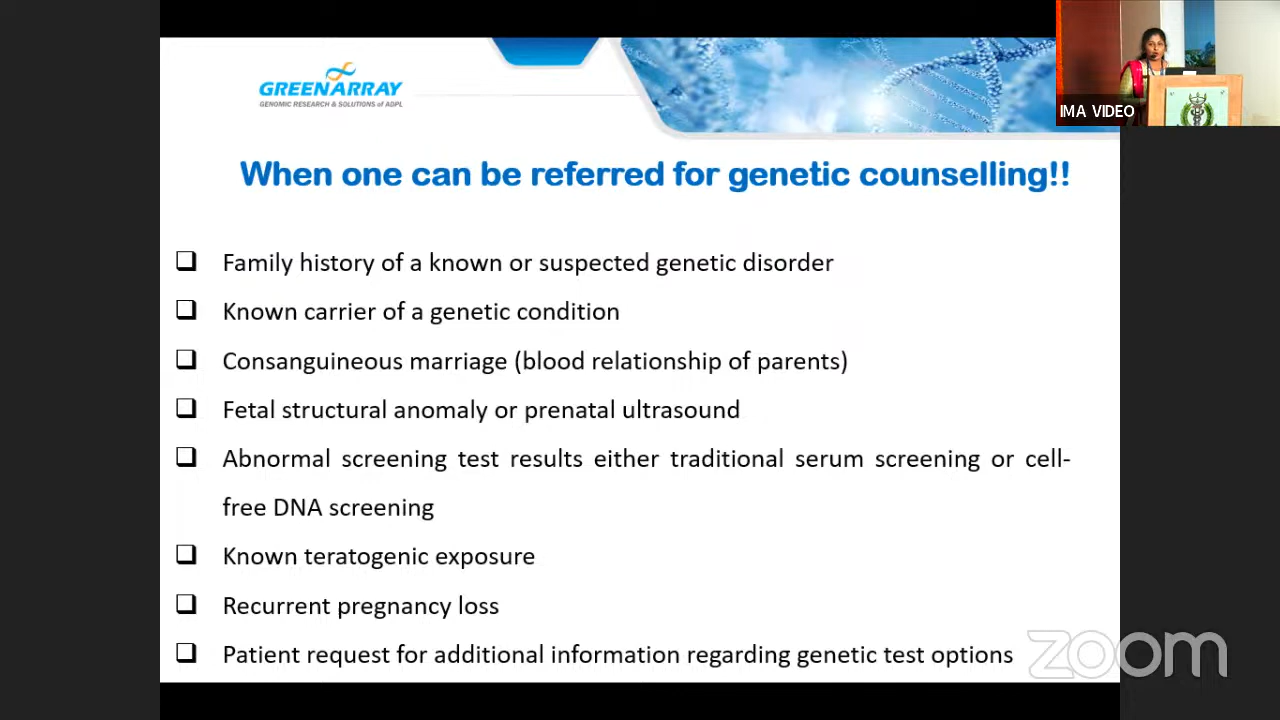 GREENARRAY
GENOMIC RESEARCH & SOLUTIONS of ADPL
IMA VIDEO
When one can be referred for genetic counselling!!
❑ Family history of a known or suspected genetic disorder
❑ Known carrier of a genetic condition
❑ Consanguineous marriage (blood relationship of parents)
❑ Fetal structural anomaly or prenatal ultrasound
❑ Abnormal screening test results either traditional serum screening or cell-
free DNA screening
❑ Known teratogenic exposure
❑ Recurrent pregnancy loss
❑ Patient request for additional information regarding genetic test options
zoom